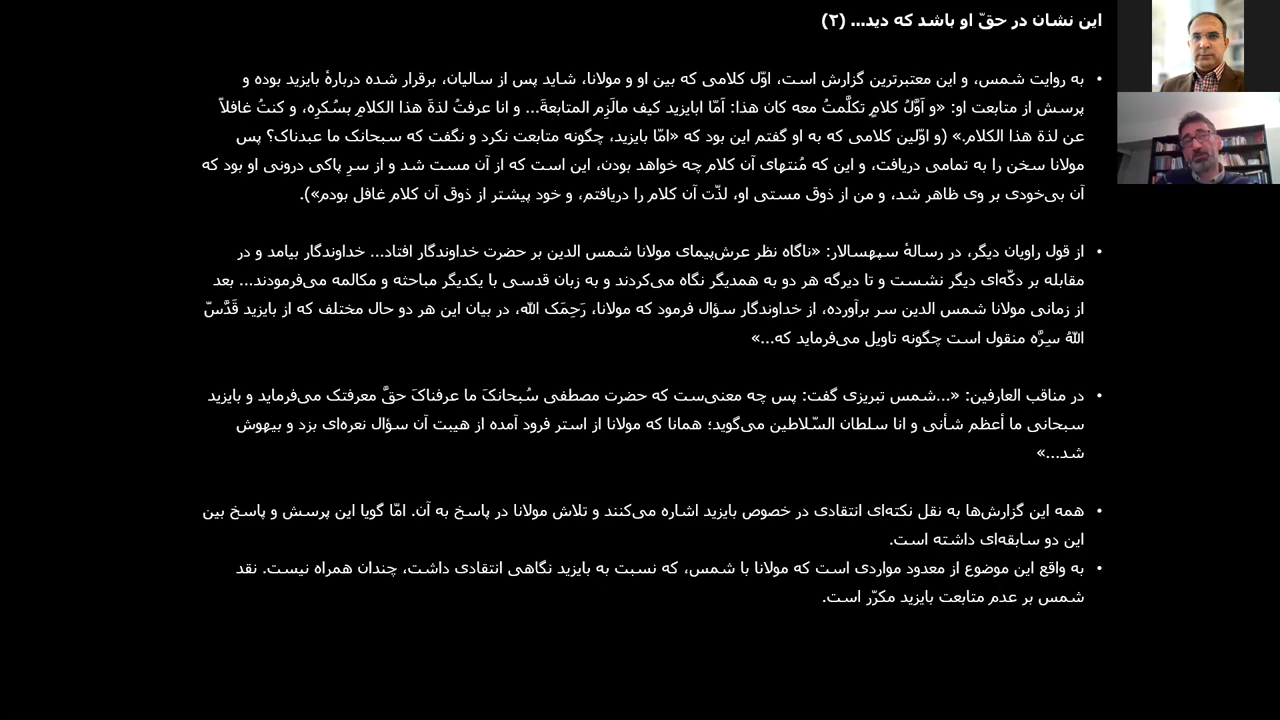 این نشان در حقّ او باشد که دید... (۲)
• به روایت شمس، و این معتبرترین گزارش است، اوّل کلامی که بین او و مولانا، شاید پس از سالیان، برقرار شده دربارهٔ بایزید بوده و
پرسش از متابعت او: «و آوَّلُ کلامٍ تکلَّمتُ معه کان هذا: اَمّا ابایزید کیف مالَزِم المتابعةَ... و انا عرفتُ لذةَ هذا الکلامِ بسُکرِه، و کنتُ غافلاً
عن لذة هذا الکلام.» (و اوّلین کلامی که به او گفتم این بود که «امّا بایزید، چگونه متابعت نکرد و نگفت که سبحانک ما عبدناک؟ پس
مولانا سخن را به تمامی دریافت، و این که مُنتهای آن کلام چه خواهد بودن، این است که از آن مست شد و از سرِ پاکی درونی او بود که
آن بی‌خودی بر وی ظاهر شد، و من از ذوق مستی او، لذّت آن کلام را دریافتم، و خود پیشتر از ذوق آن کلام غافل بودم»).
• از قول راویان دیگر، در رسالهٔ سپهسالار: «ناگاه نظر عرش‌پیمای مولانا شمس الدین بر حضرت خداوندگار افتاد... خداوندگار بیامد و در
مقابله بر دکّه‌ای دیگر نشست و تا دیرگه هر دو به همدیگر نگاه می‌کردند و به زبان قدسی با یکدیگر مباحثه و مکالمه می‌فرمودند... بعد
از زمانی مولانا شمس الدین سر برآورده، از خداوندگار سؤال فرمود که مولانا، رَحِمَک الله، در بیان این هر دو حال مختلف که از بایزید قَدَّسّ
اللهُ سِرَّه منقول است چگونه تاویل می‌فرماید که...»
• در مناقب العارفین: «...شمس تبریزی گفت: پس چه معنی‌ست که حضرت مصطفی سُبحانکَ ما عرفناکَ حقَّ معرفتک می‌فرماید و بایزید
سبحانی ما أعظم شأنی و انا سلطان السّلاطین می‌گوید؛ همانا که مولانا از استر فرود آمده از هیبت آن سؤال نعره‌ای بزد و بیهوش
شد...»
• همه این گزارش‌ها به نقل نکته‌ای انتقادی در خصوص بایزید اشاره می‌کنند و تلاش مولانا در پاسخ به آن. امّا گویا این پرسش و پاسخ بین
این دو سابقه‌ای داشته است.
• به واقع این موضوع از معدود مواردی است که مولانا با شمس، که نسبت به بایزید نگاهی انتقادی داشت، چندان همراه نیست. نقد
شمس بر عدم متابعت بایزید مکرّر است.